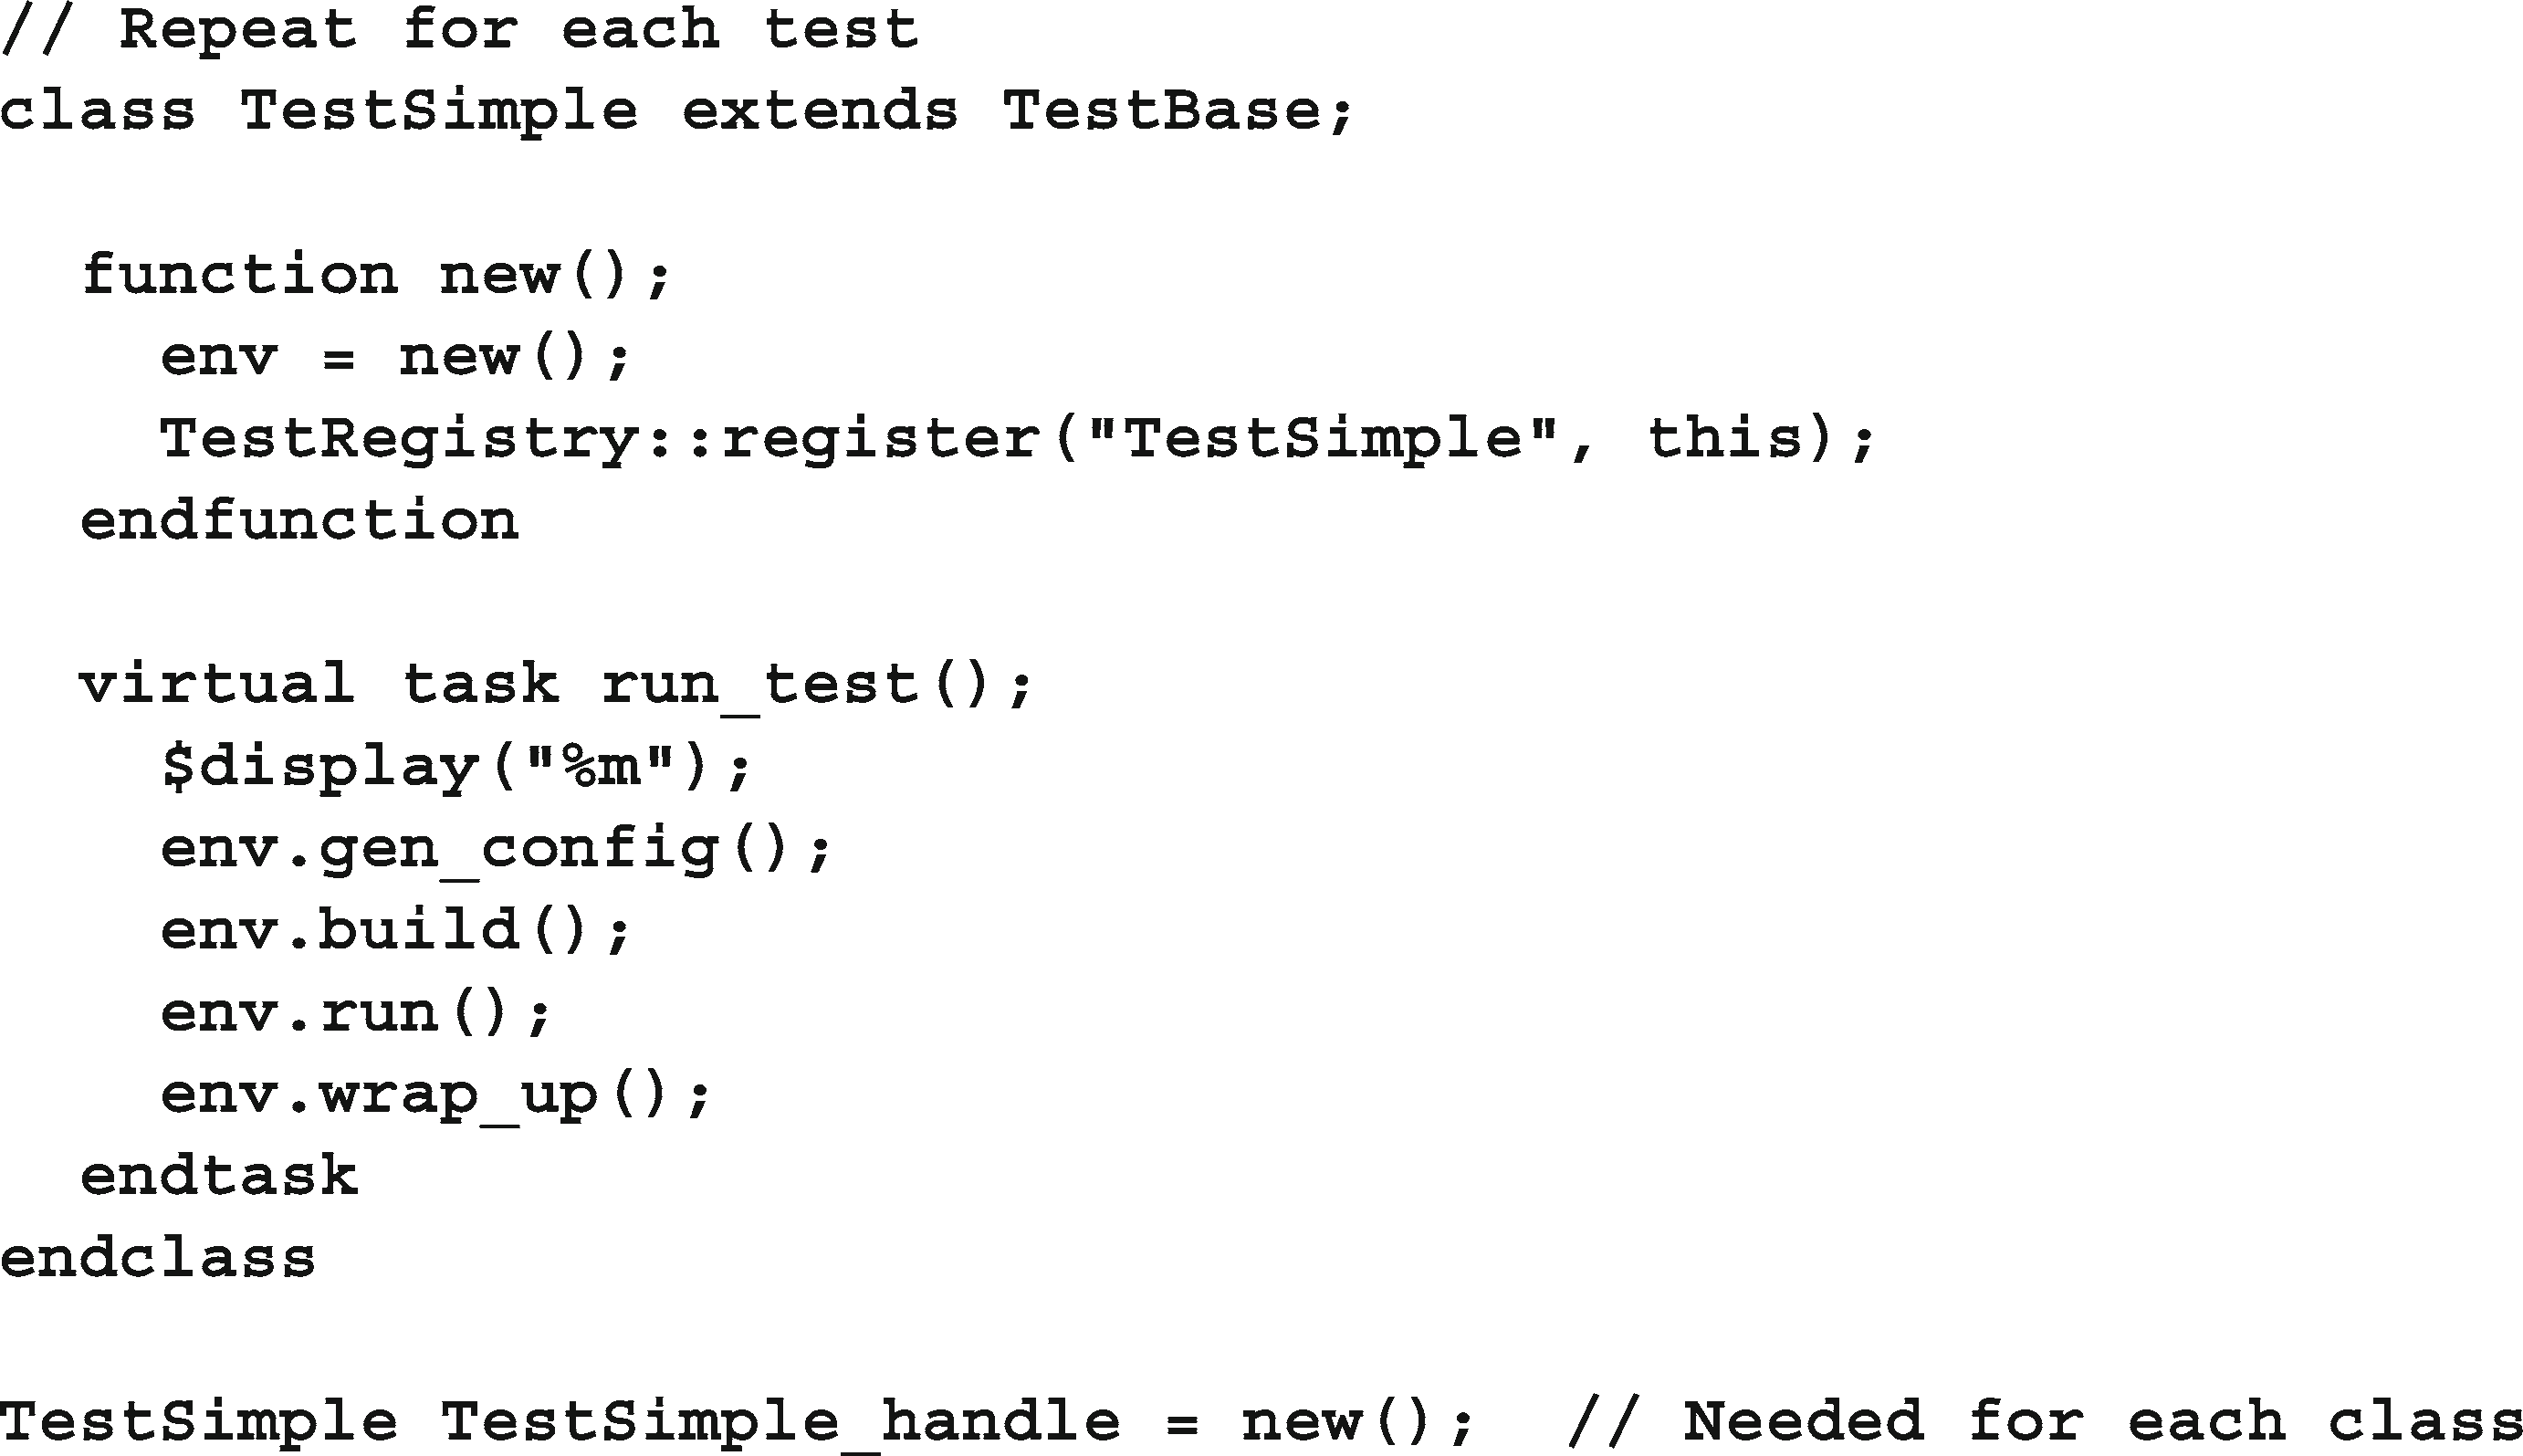 // Repeat for each test
class TestSimple extends TestBase;

  function new();
    env = new();
    TestRegistry::register("TestSimple", this);
  endfunction

  virtual task run_test();
    $display("%m");
    env.gen_config();
    env.build();
    env.run();
    env.wrap_up();
  endtask
endclass

TestSimple TestSimple_handle = new();  // Needed for each class